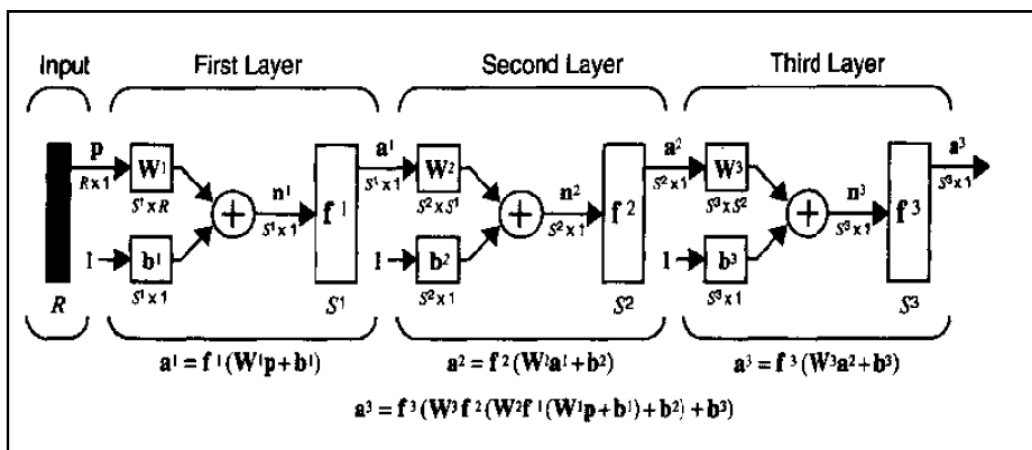 Input First Layer Second Layer Third Layer
p a¹ a² a³
W¹ W² W³
R x 1 S¹ x 1 S² x 1 S³ x 1
S¹ x R n¹ S² x S¹ n² S³ x S² n³
f¹ f² f³
S¹ x 1 S² x 1 S³ x 1
1 b¹ 1 b² 1 b³
R S¹ x 1 S¹ S² x 1 S² S³ x 1 S³
a¹ = f¹(W¹p+b¹) a² = f²(W²a¹+b²) a³ = f³(W³a²+b³)
a³ = f³(W³f²(W²f¹(W¹p+b¹)+b²)+b³)